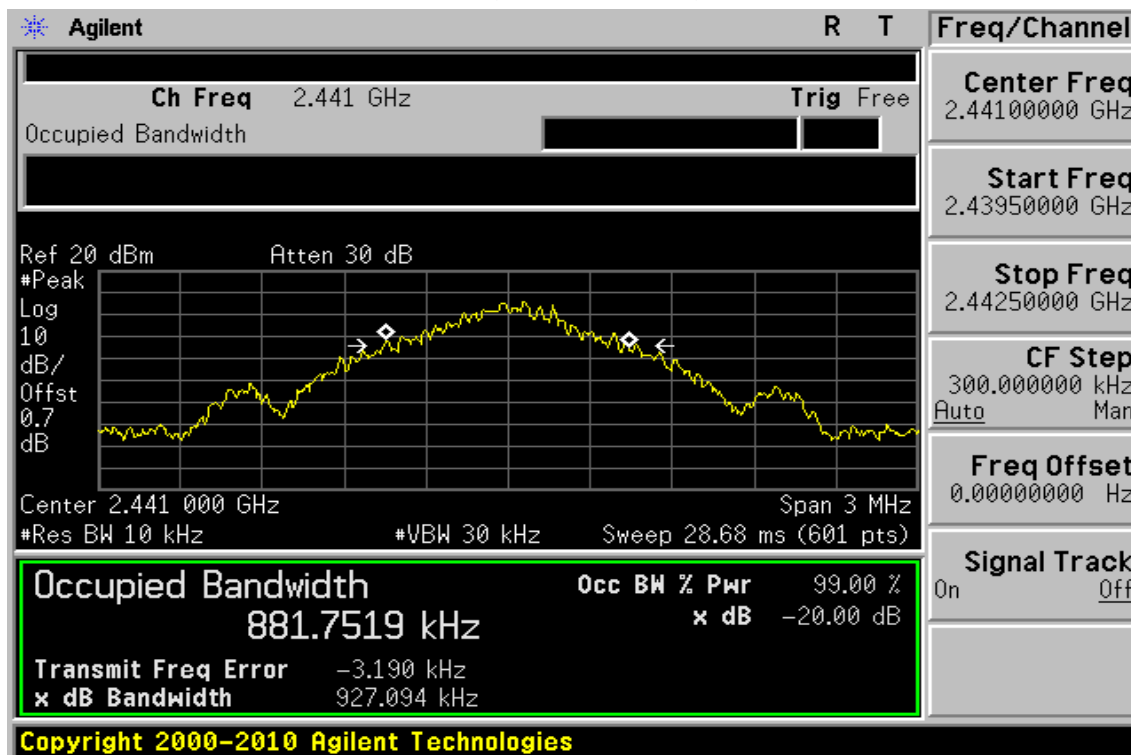 Agilent R T
Freq/Channel
Ch Freq 2.441 GHz Trig Free
Occupied Bandwidth
Center Freq
2.44100000 GHz
Start Freq
2.43950000 GHz
Stop Freq
2.44250000 GHz
CF Step
300.000000 kHz
Auto Man
Freq Offset
0.00000000 Hz
Signal Track
On Off
Ref 20 dBm Atten 30 dB
#Peak
Log
10
dB/
Offst
0.7
dB
Center 2.441 000 GHz Span 3 MHz
#Res BW 10 kHz #VBW 30 kHz Sweep 28.68 ms (601 pts)
Occupied Bandwidth
881.7519 kHz
Occ BW % Pwr 99.00 %
x dB -20.00 dB
Transmit Freq Error -3.190 kHz
x dB Bandwidth 927.094 kHz
Copyright 2000-2010 Agilent Technologies